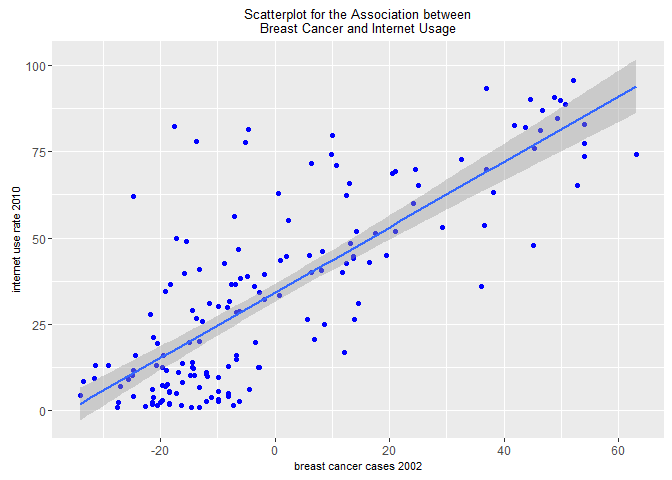 Scatterplot for the Association between
Breast Cancer and Internet Usage
internet use rate 2010
100
75
50
25
0
-20
0
20
40
60
breast cancer cases 2002